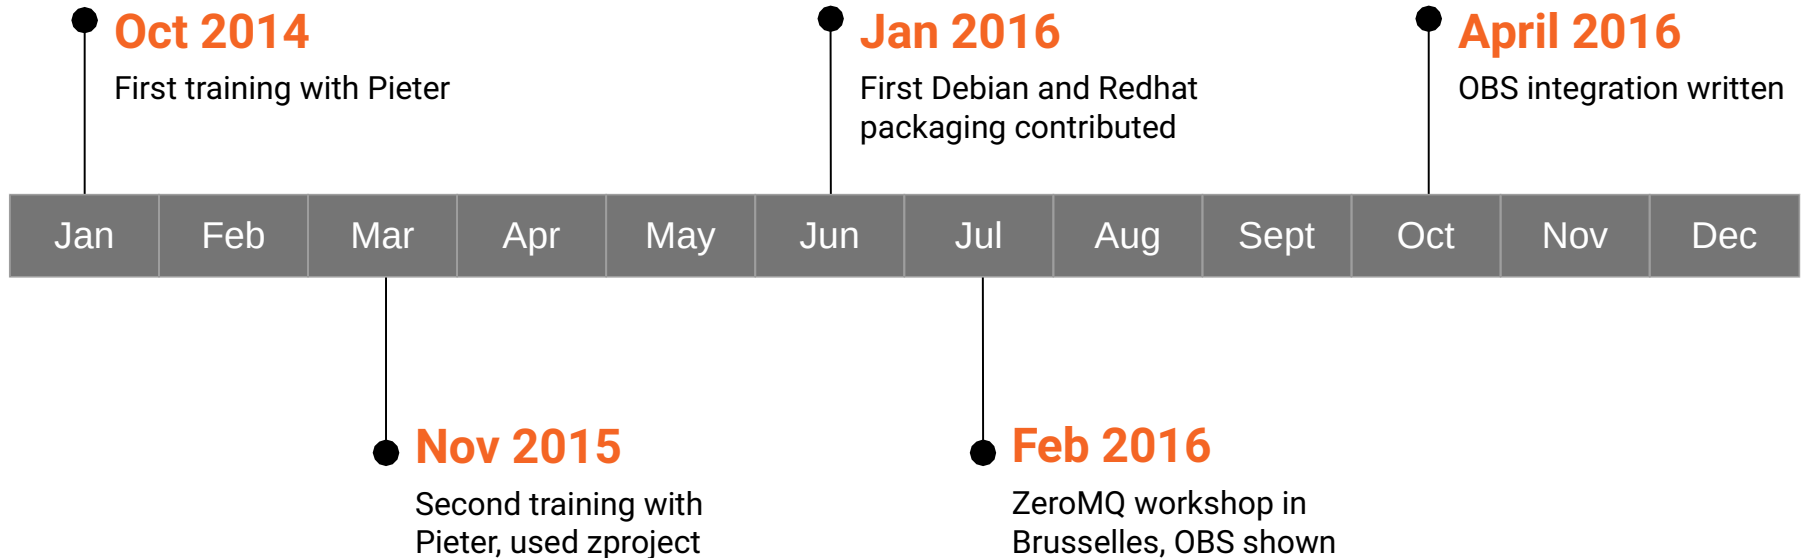 Oct 2014
First training with Pieter
Jan 2016
First Debian and Redhat
packaging contributed
April 2016
OBS integration written
Jan Feb Mar Apr May Jun Jul Aug Sept Oct Nov Dec
Nov 2015
Second training with
Pieter, used zproject
Feb 2016
ZeroMQ workshop in
Brusselles, OBS shown